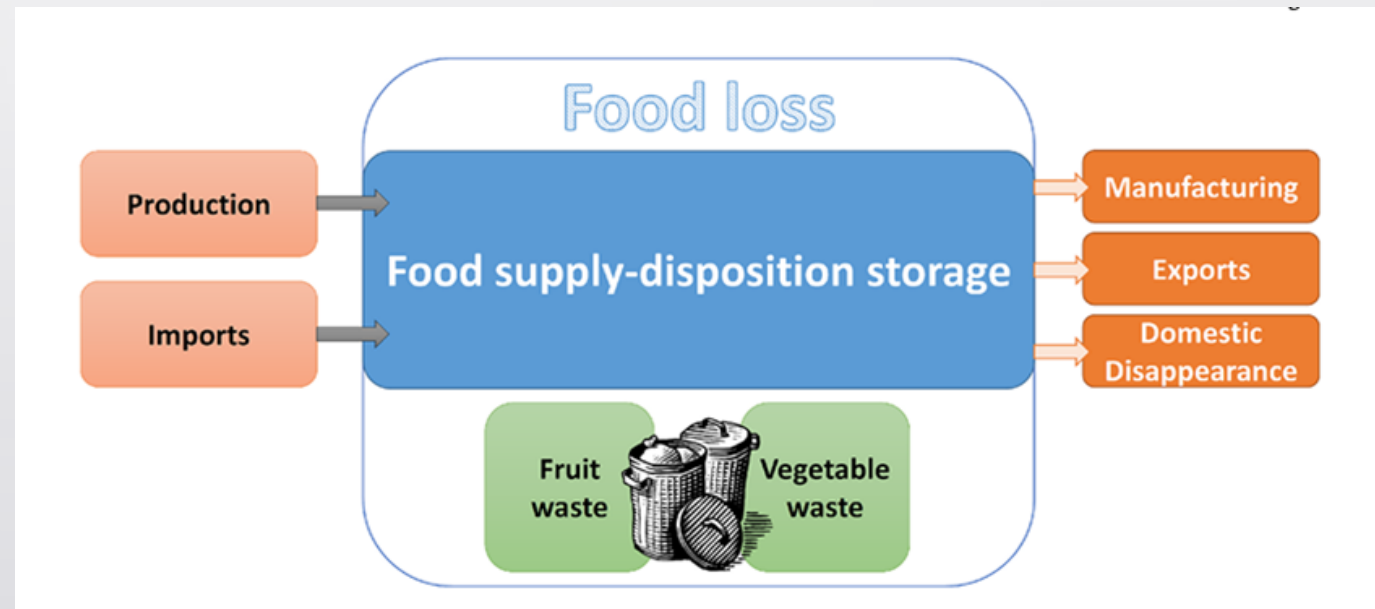 Food loss
Production
Imports
Food supply-disposition storage
Manufacturing
Exports
Domestic
Disappearance
Fruit
waste
Vegetable
waste